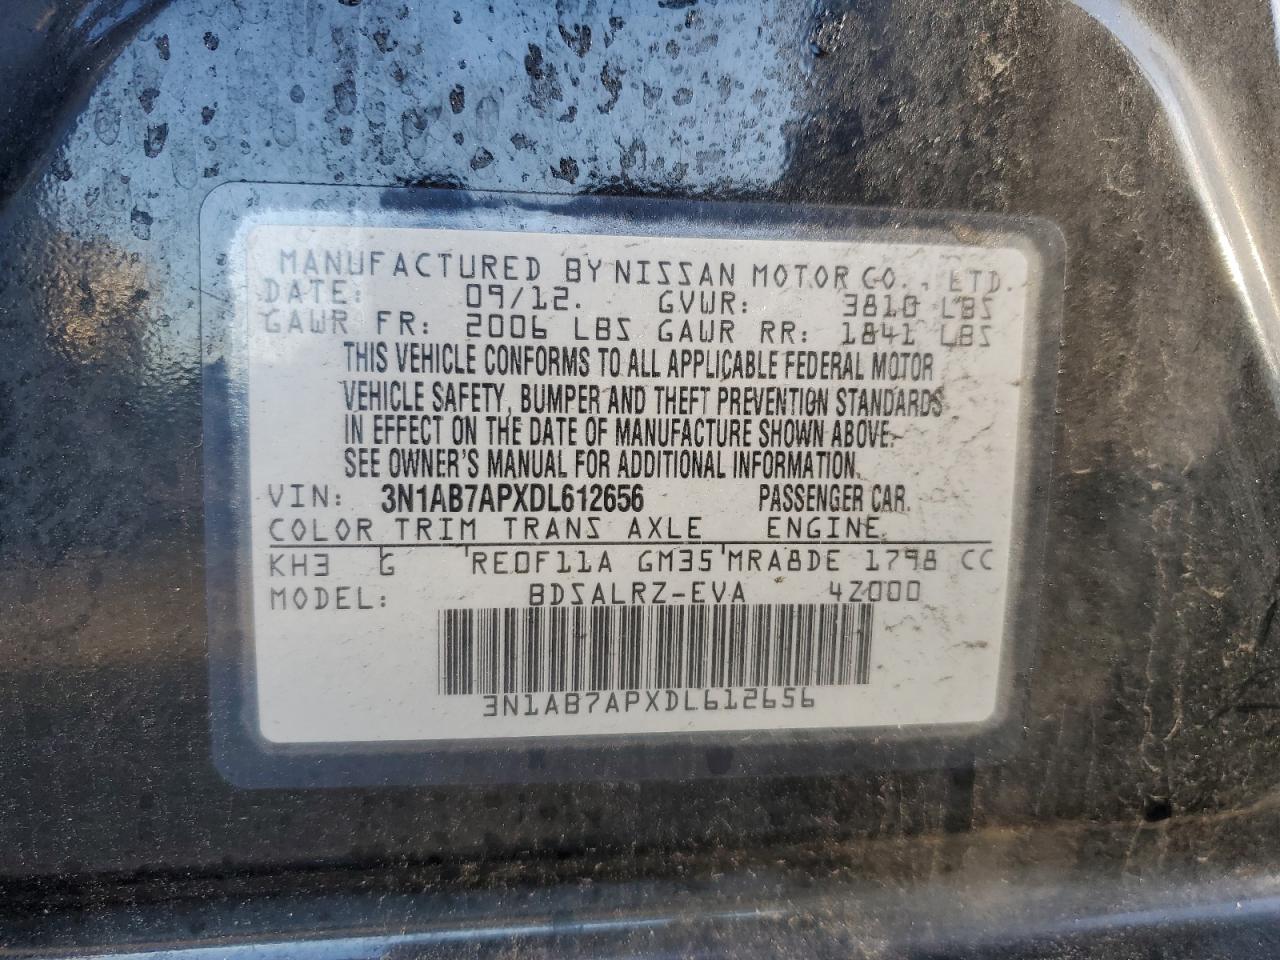 MANUFACTURED BY NISSAN MOTOR CO., LTD.
DATE: 09/12. GVWR: 3810 LBS
GAWR FR: 2006 LBS GAWR RR: 1841 LBS
THIS VEHICLE CONFORMS TO ALL APPLICABLE FEDERAL MOTOR
VEHICLE SAFETY, BUMPER AND THEFT PREVENTION STANDARDS
IN EFFECT ON THE DATE OF MANUFACTURE SHOWN ABOVE.
SEE OWNER'S MANUAL FOR ADDITIONAL INFORMATION.
VIN: 3N1AB7APXDL612656 PASSENGER CAR.
COLOR TRIM TRANS AXLE ENGINE
KH3 G RE0F11A GM35 MRA8DE 1798 CC
MODEL: BDSALRZ-EVA 4Z000
3N1AB7APXDL612656